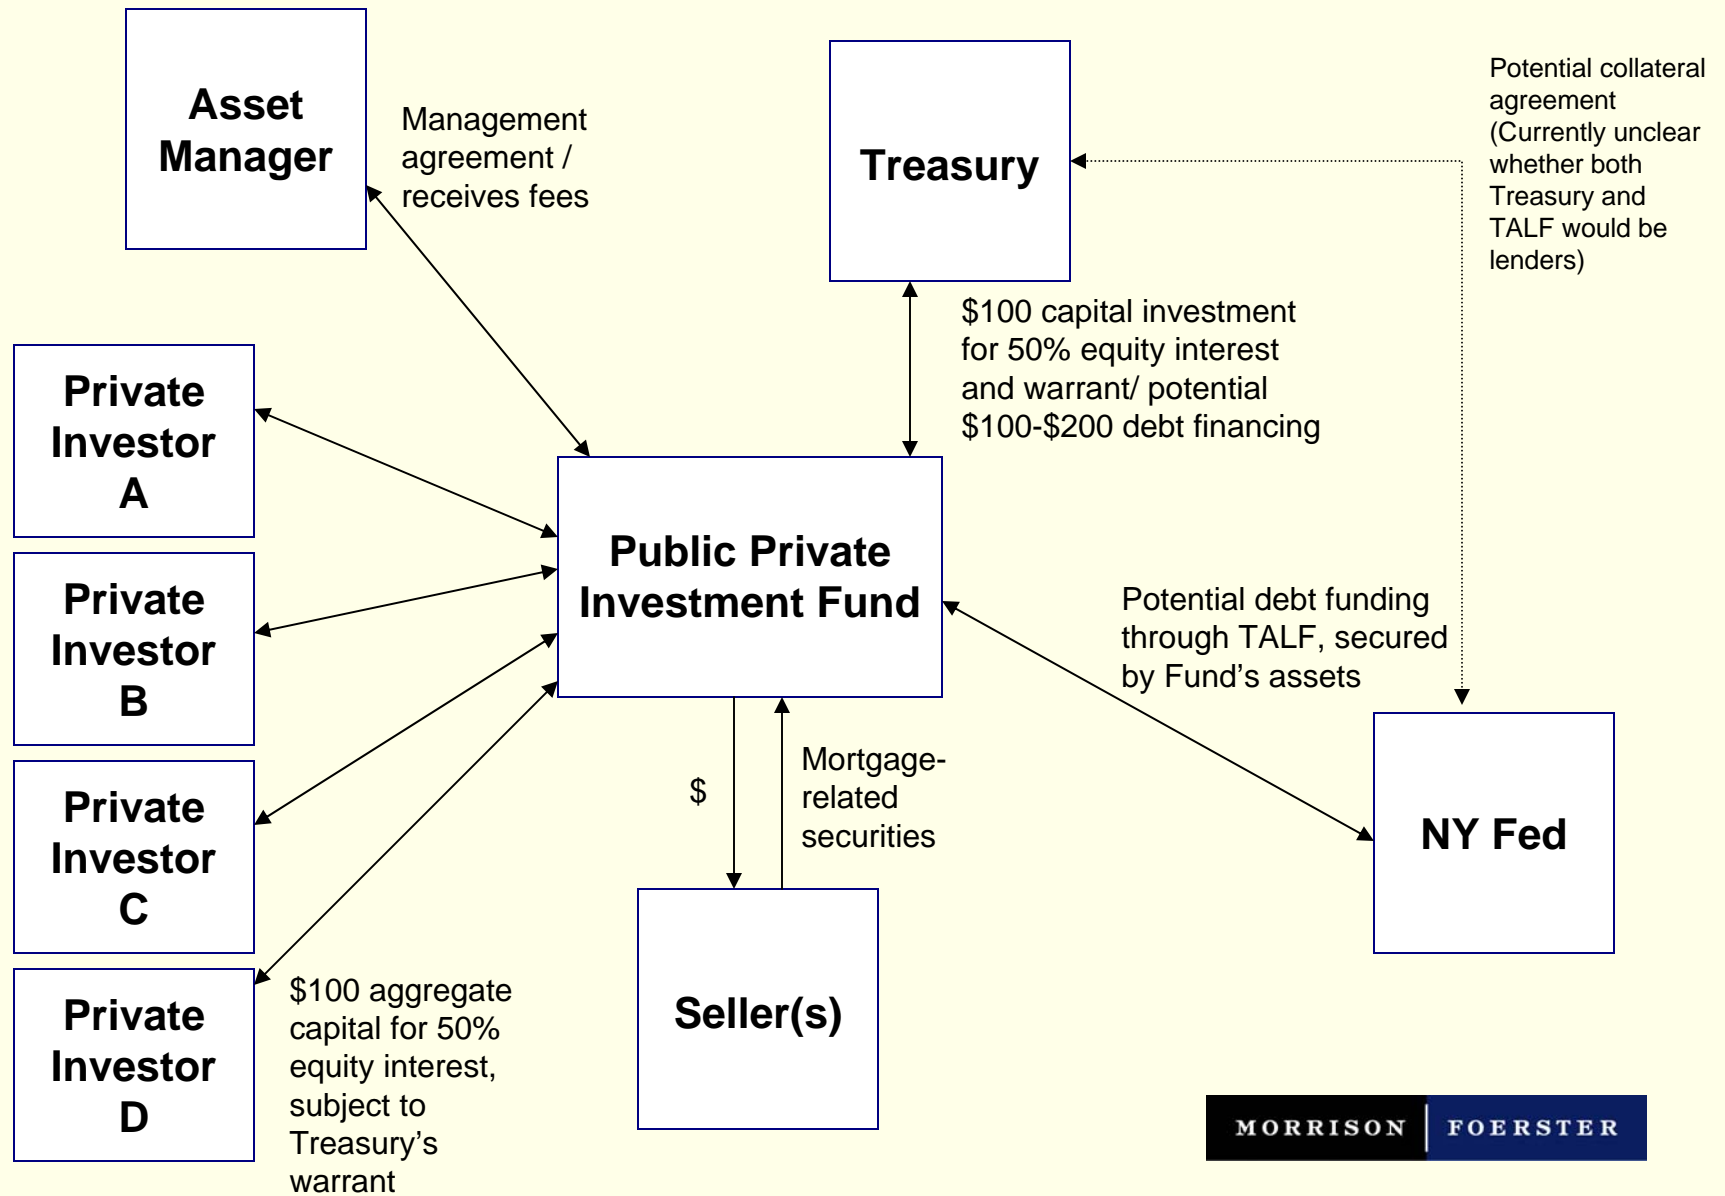 Asset
Manager
Management
agreement /
receives fees
Treasury
Potential collateral
agreement
(Currently unclear
whether both
Treasury and
TALF would be
lenders)
$100 capital investment
for 50% equity interest
and warrant/ potential
$100-$200 debt financing
Private
Investor
A
Private
Investor
B
Private
Investor
C
Private
Investor
D
Public Private
Investment Fund
Potential debt funding
through TALF, secured
by Fund’s assets
$
Mortgage-
related
securities
NY Fed
Seller(s)
$100 aggregate
capital for 50%
equity interest,
subject to
Treasury’s
warrant
MORRISON | FOERSTER